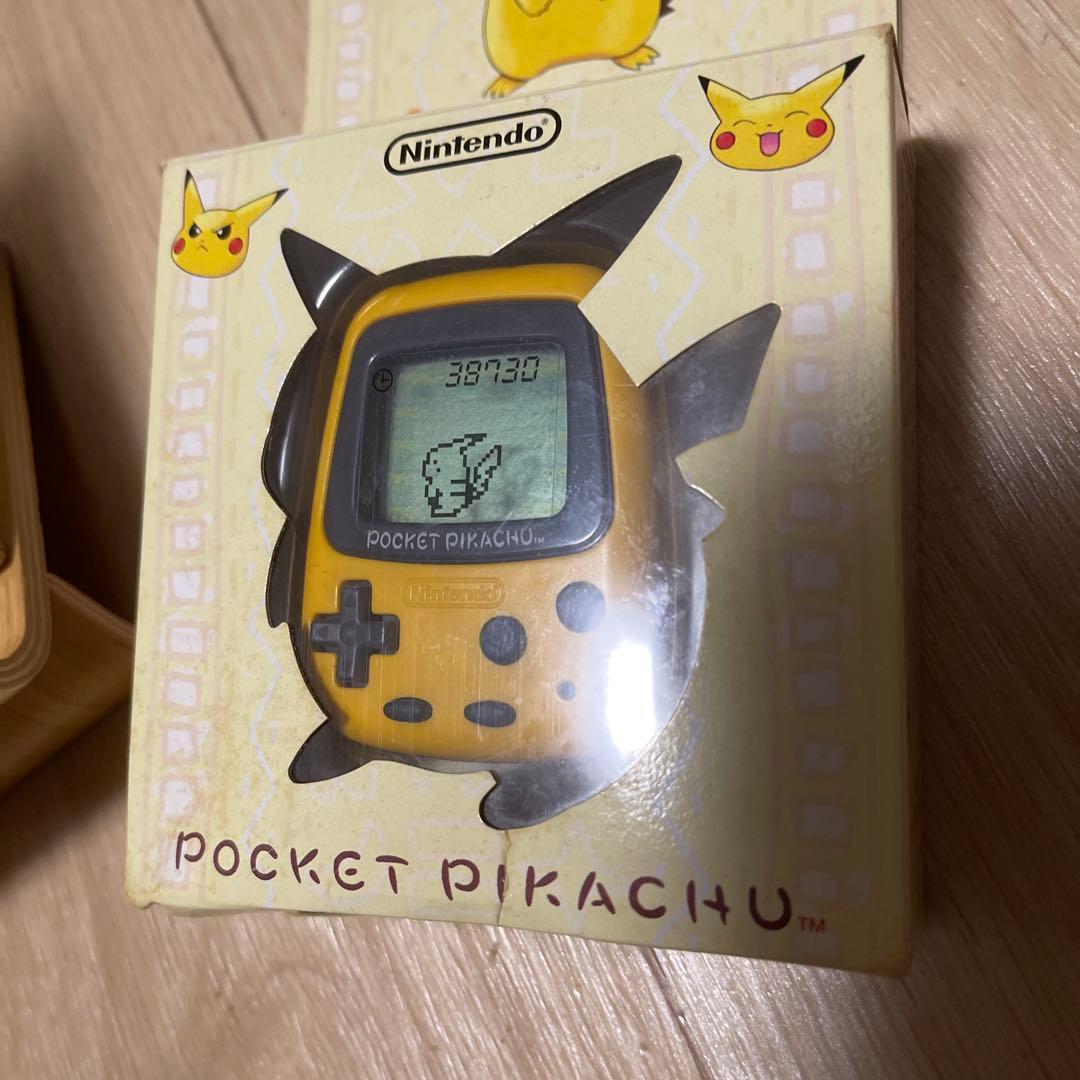 Nintendo®
38730
POCKET PIKACHU™
Nintendo
POCKET PIKACHU™